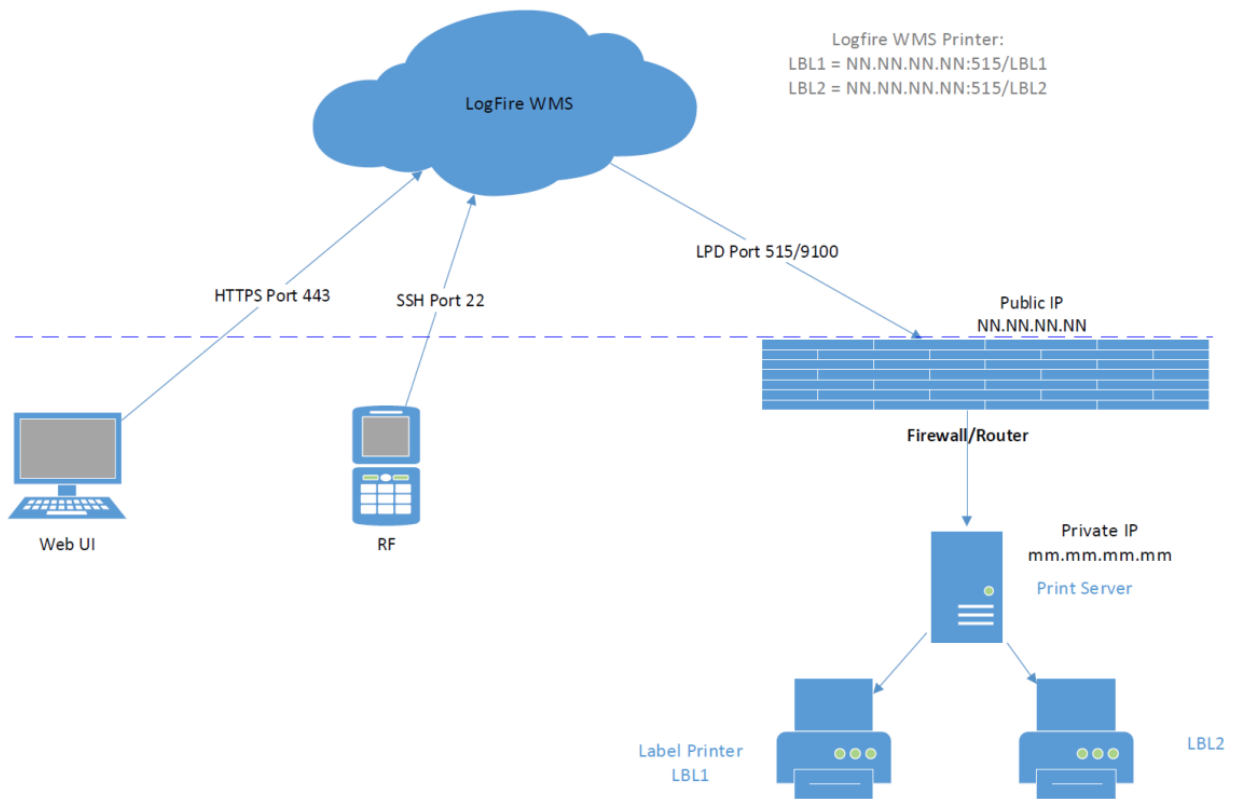 Logfire WMS Printer:
LBL1 = NN.NN.NN.NN:515/LBL1
LBL2 = NN.NN.NN.NN:515/LBL2
LogFire WMS
LPD Port 515/9100
HTTPS Port 443
SSH Port 22
Public IP
NN.NN.NN.NN
Firewall/Router
Web UI
RF
Private IP
mm.mm.mm.mm
Print Server
Label Printer
LBL1
LBL2